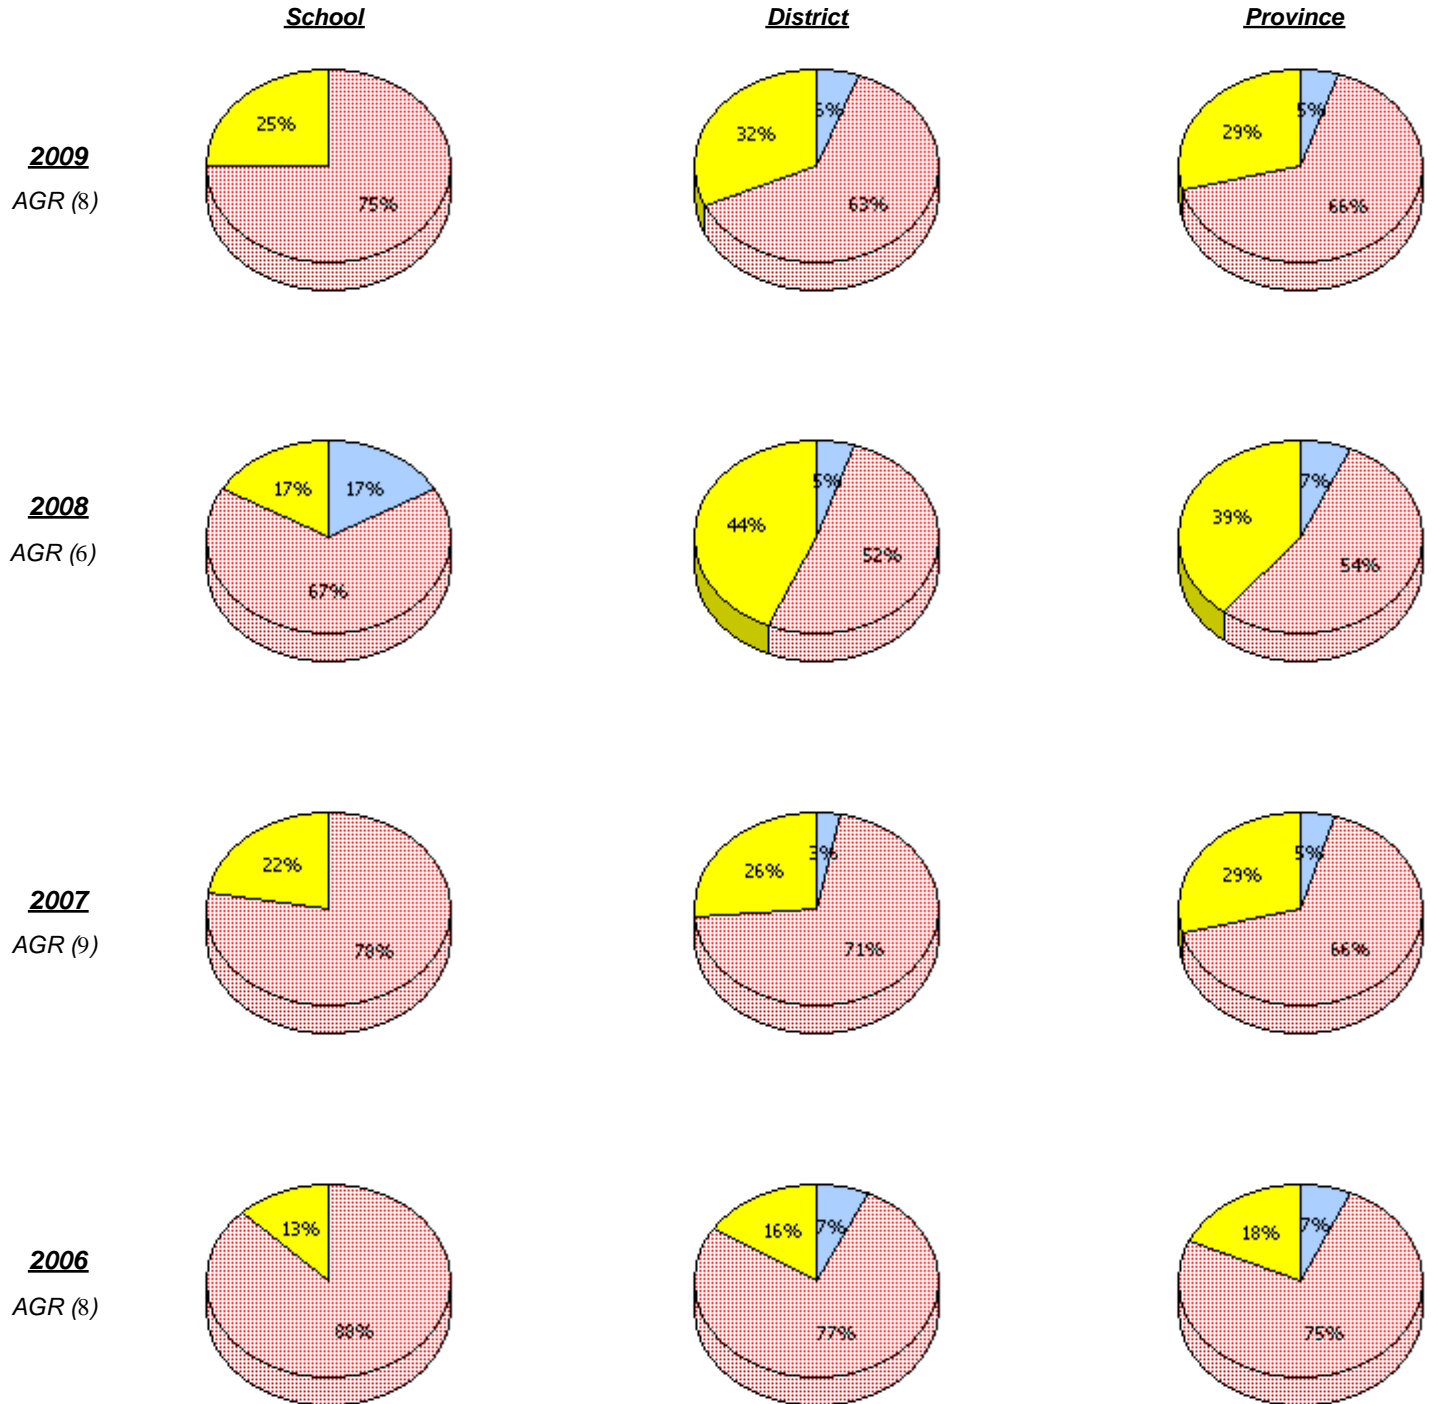 School District Province
25% 32% 29% 5%
2009
AGR (8)
75% 63% 66%
17% 17% 5% 7%
2008
44% 39%
AGR (6)
67% 52% 54%
22% 26% 3% 29% 5%
2007
AGR (9)
78% 71% 66%
13% 16% 7% 18% 7%
2006
AGR (8)
88% 77% 75%